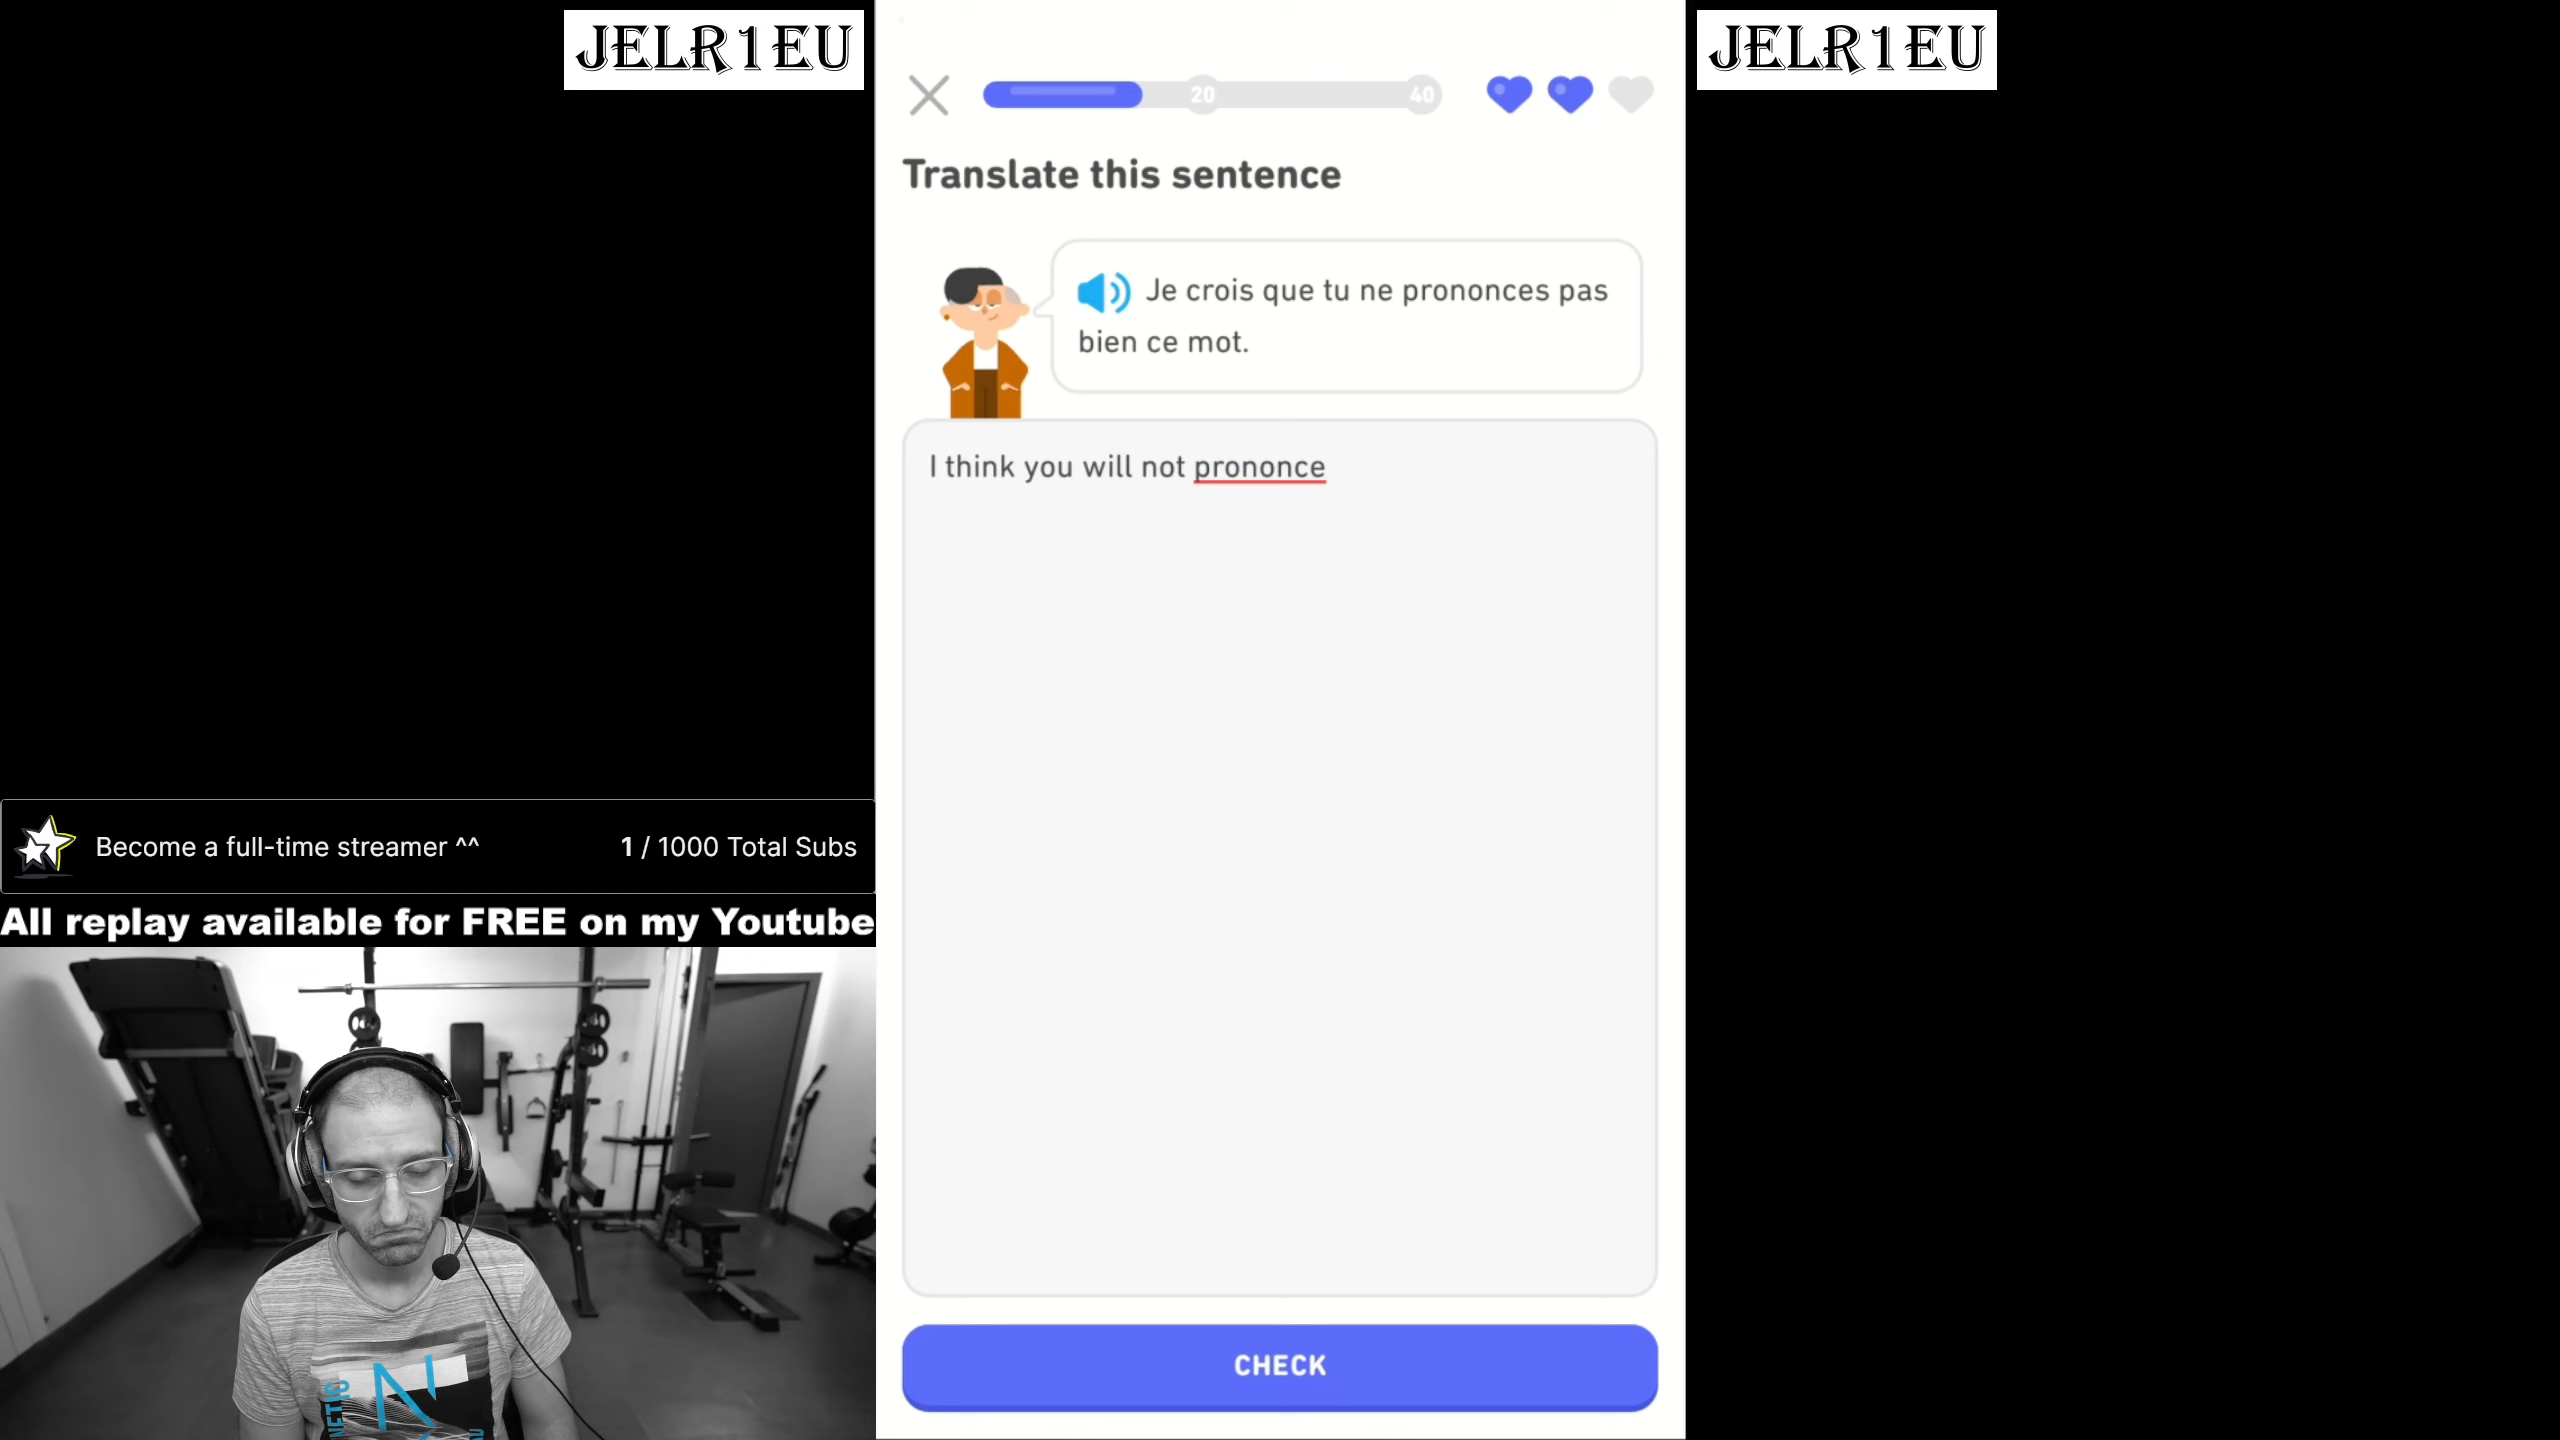 JELR1EU
JELR1EU
20
40
Translate this sentence
Je crois que tu ne prononces pas
bien ce mot.
I think you will not prononce
Become a full-time streamer ^^
1 / 1000 Total Subs
All replay available for FREE on my Youtube
CHECK